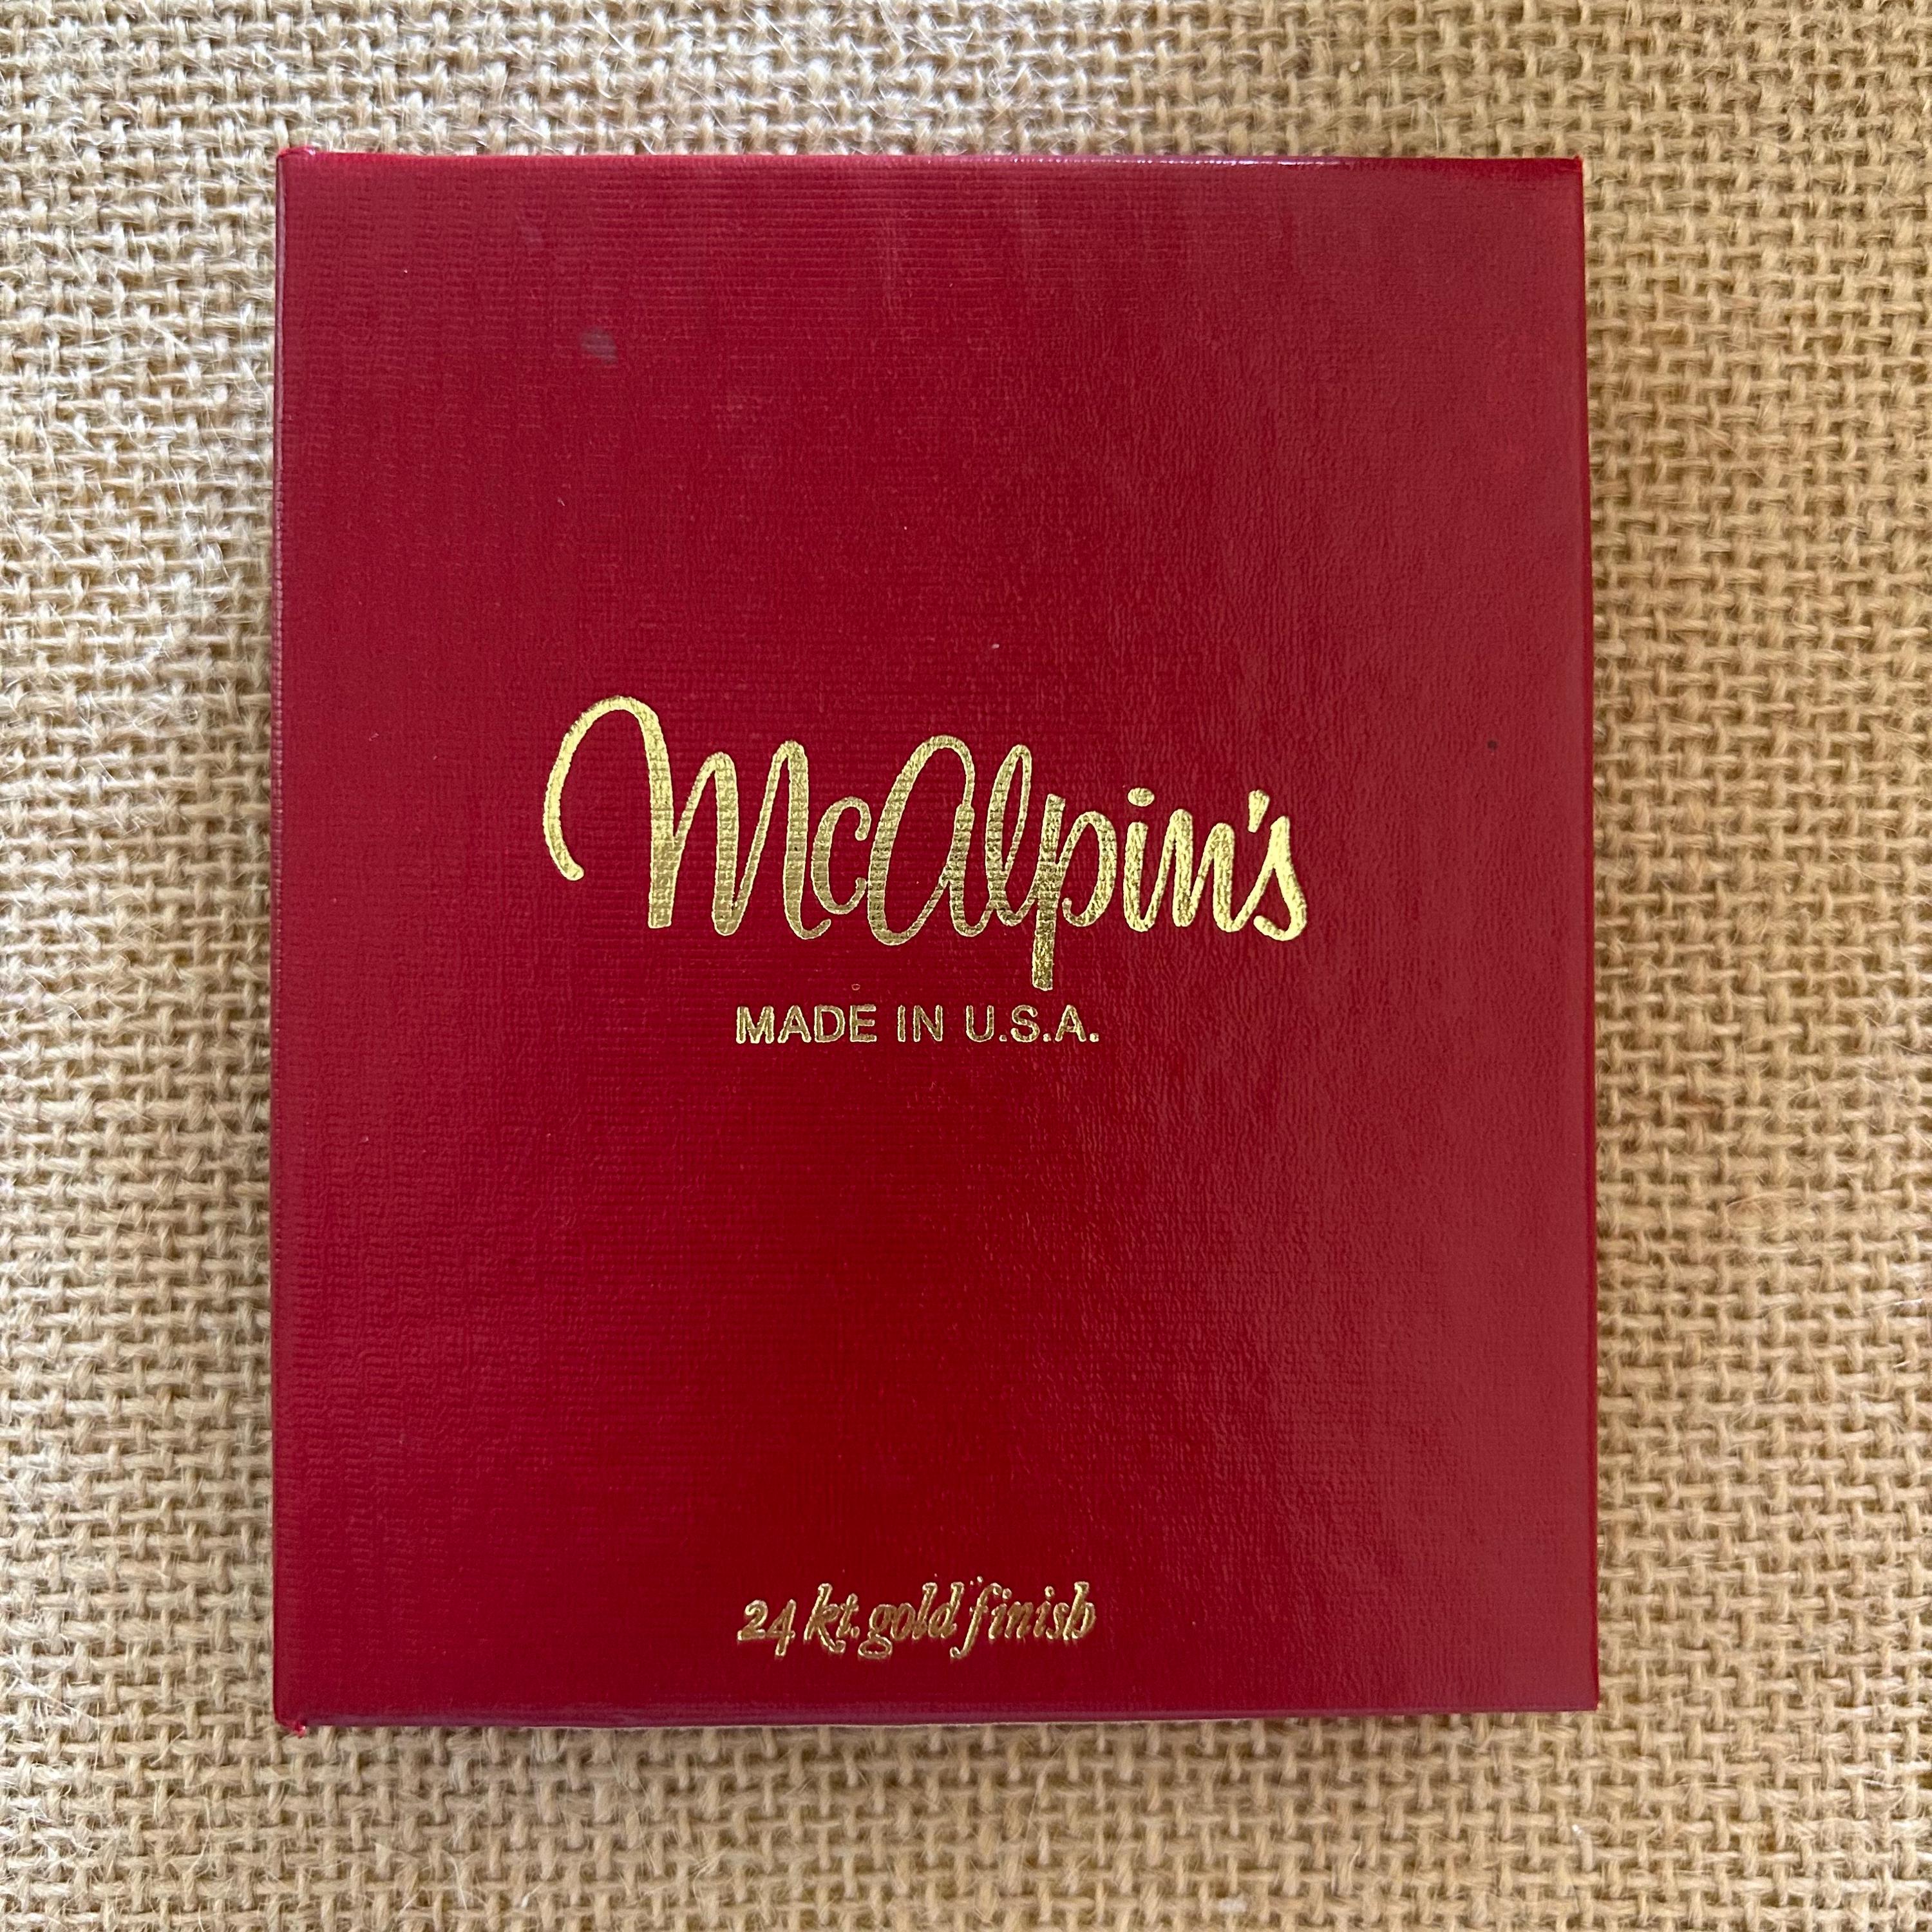 McAlpin's
MADE IN U.S.A.
24 kt. gold finish